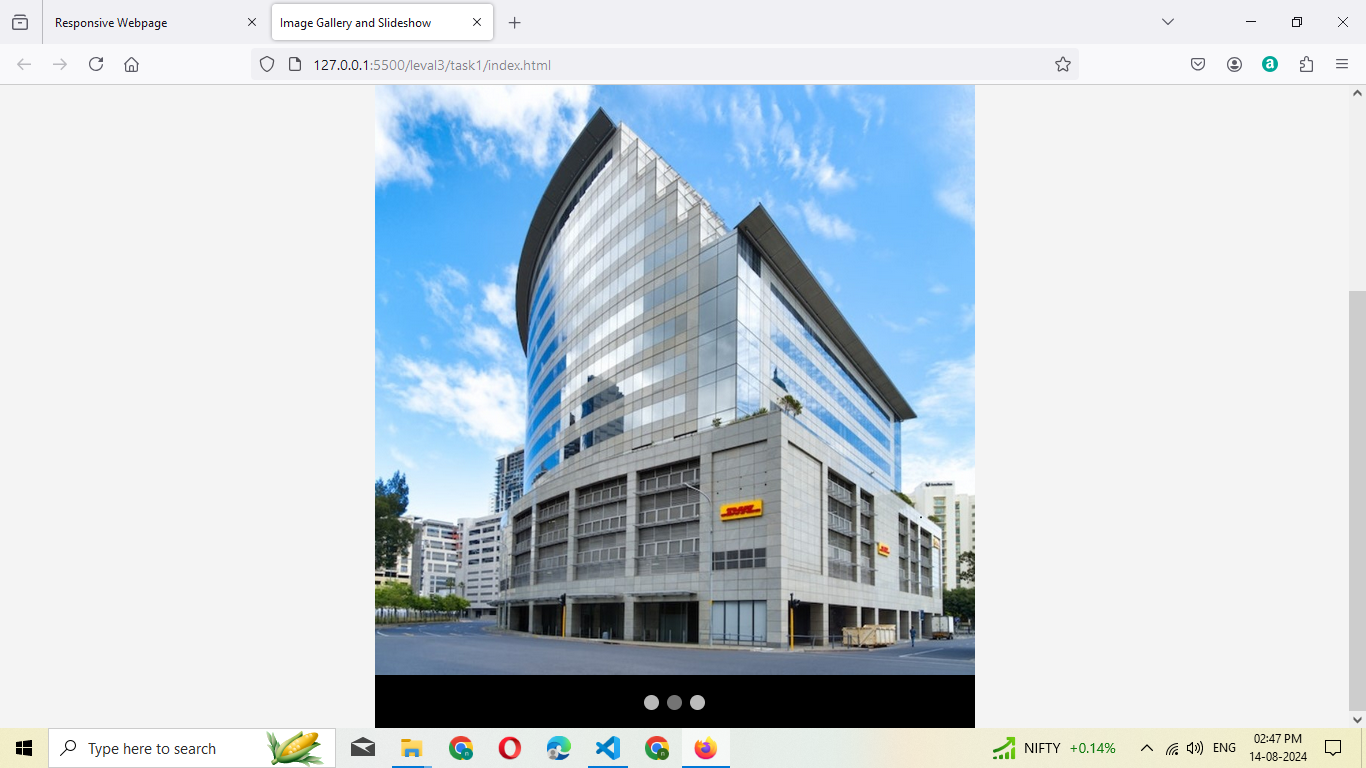 Responsive Webpage
Image Gallery and Slideshow
127.0.0.1:5500/leval3/task1/index.html
DHL
DHL
Type here to search
NIFTY +0.14%
ENG
02:47 PM
14-08-2024